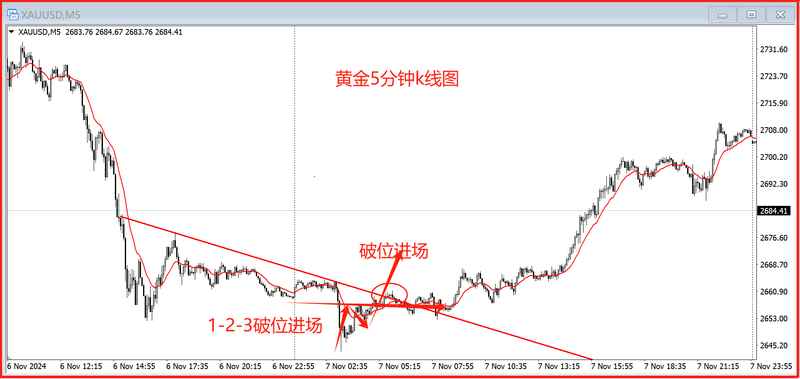 XAUUSD,M5
XAUUSD,M5 2683.76 2684.67 2683.76 2684.41
黄金5分钟k线图
破位进场
1-2-3破位进场
2731.60
2723.70
2715.90
2708.00
2700.20
2692.30
2684.41
2676.60
2668.70
2660.90
2653.00
2645.20
6 Nov 2024 6 Nov 12:25 6 Nov 14:55 6 Nov 17:35 6 Nov 20:15 6 Nov 22:55 7 Nov 02:35 7 Nov 05:15 7 Nov 07:55 7 Nov 10:35 7 Nov 13:15 7 Nov 15:55 7 Nov 18:35 7 Nov 21:15 7 Nov 23:55